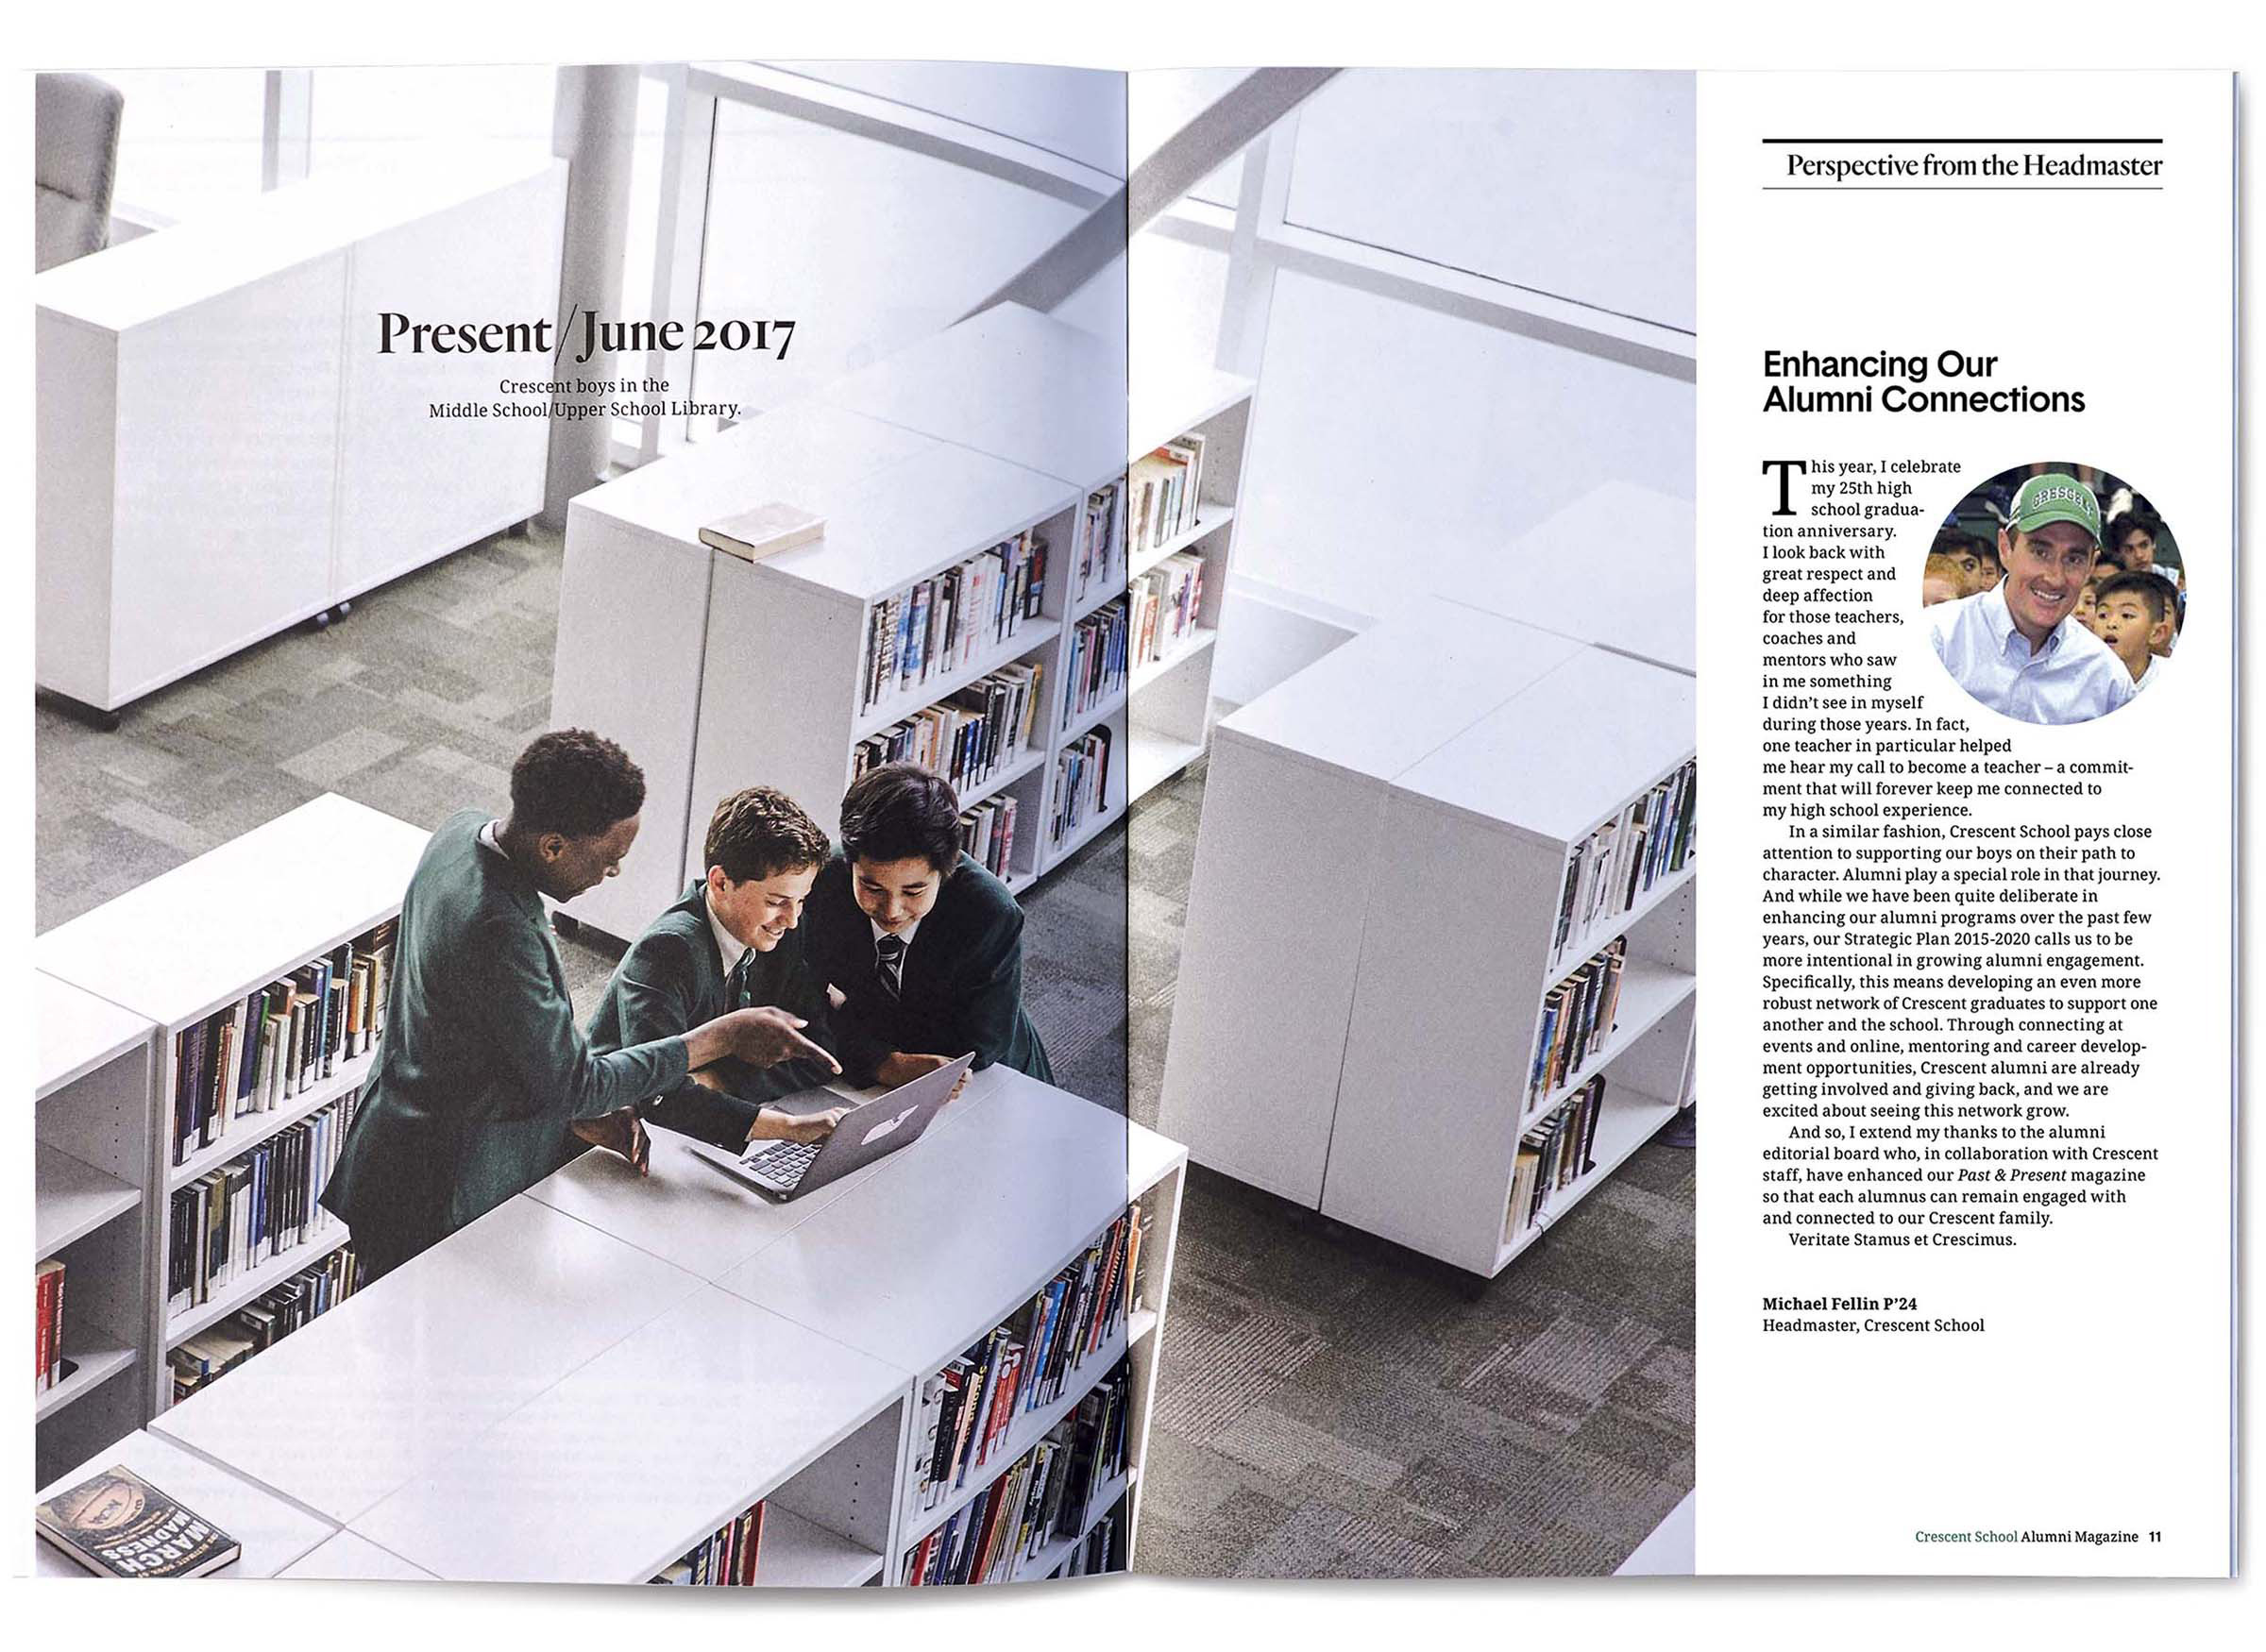 Present/June 2017
Crescent boys in the
Middle School/Upper School Library.
MARCH
MADNESS
Perspective from the Headmaster
Enhancing Our
Alumni Connections
This year, I celebrate
my 25th high
school gradua-
tion anniversary.
I look back with
great respect and
deep affection
for those teachers,
coaches and
mentors who saw
in me something
I didn’t see in myself
during those years. In fact,
one teacher in particular helped
me hear my call to become a teacher – a commit-
ment that will forever keep me connected to
my high school experience.
In a similar fashion, Crescent School pays close
attention to supporting our boys on their path to
character. Alumni play a special role in that journey.
And while we have been quite deliberate in
enhancing our alumni programs over the past few
years, our Strategic Plan 2015-2020 calls us to be
more intentional in growing alumni engagement.
Specifically, this means developing an even more
robust network of Crescent graduates to support one
another and the school. Through connecting at
events and online, mentoring and career develop-
ment opportunities, Crescent alumni are already
getting involved and giving back, and we are
excited about seeing this network grow.
And so, I extend my thanks to the alumni
editorial board who, in collaboration with Crescent
staff, have enhanced our Past & Present magazine
so that each alumnus can remain engaged with
and connected to our Crescent family.
Veritate Stamus et Crescimus.
Michael Fellin P’24
Headmaster, Crescent School
Crescent School Alumni Magazine 11